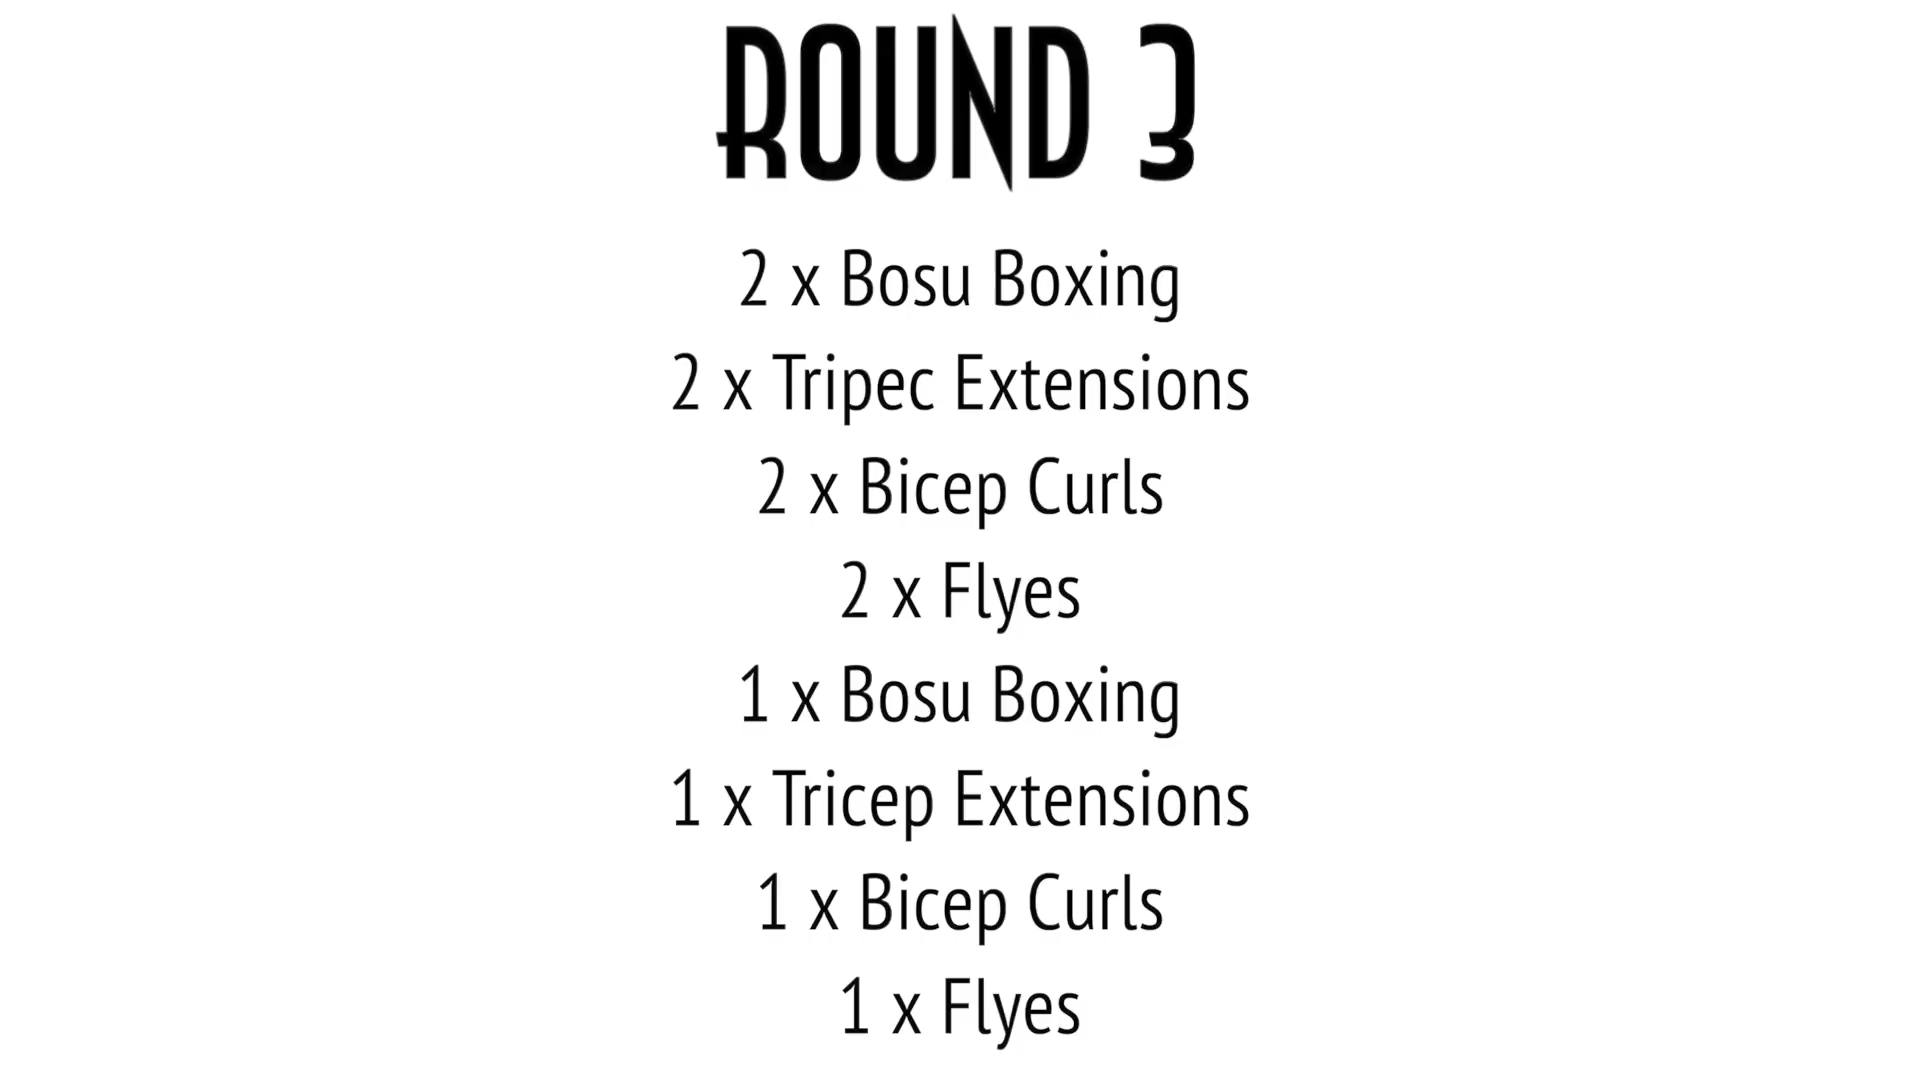 ROUND 3
2 x Bosu Boxing
2 x Tripec Extensions
2 x Bicep Curls
2 x Flyes
1 x Bosu Boxing
1 x Tricep Extensions
1 x Bicep Curls
1 x Flyes